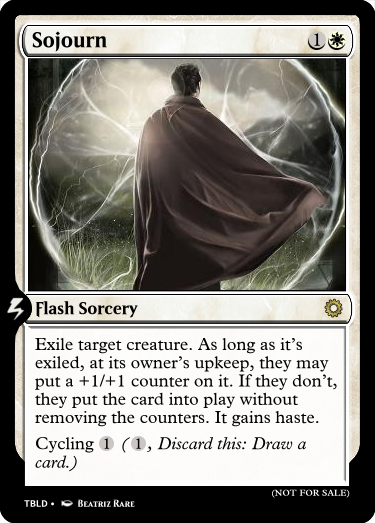 Sojourn 1
Flash Sorcery
Exile target creature. As long as it's
exiled, at its owner's upkeep, they may
put a +1/+1 counter on it. If they don't,
they put the card into play without
removing the counters. It gains haste.
Cycling 1 (1, Discard this: Draw a
card.)
(NOT FOR SALE)
TBLD • Beatriz Rare